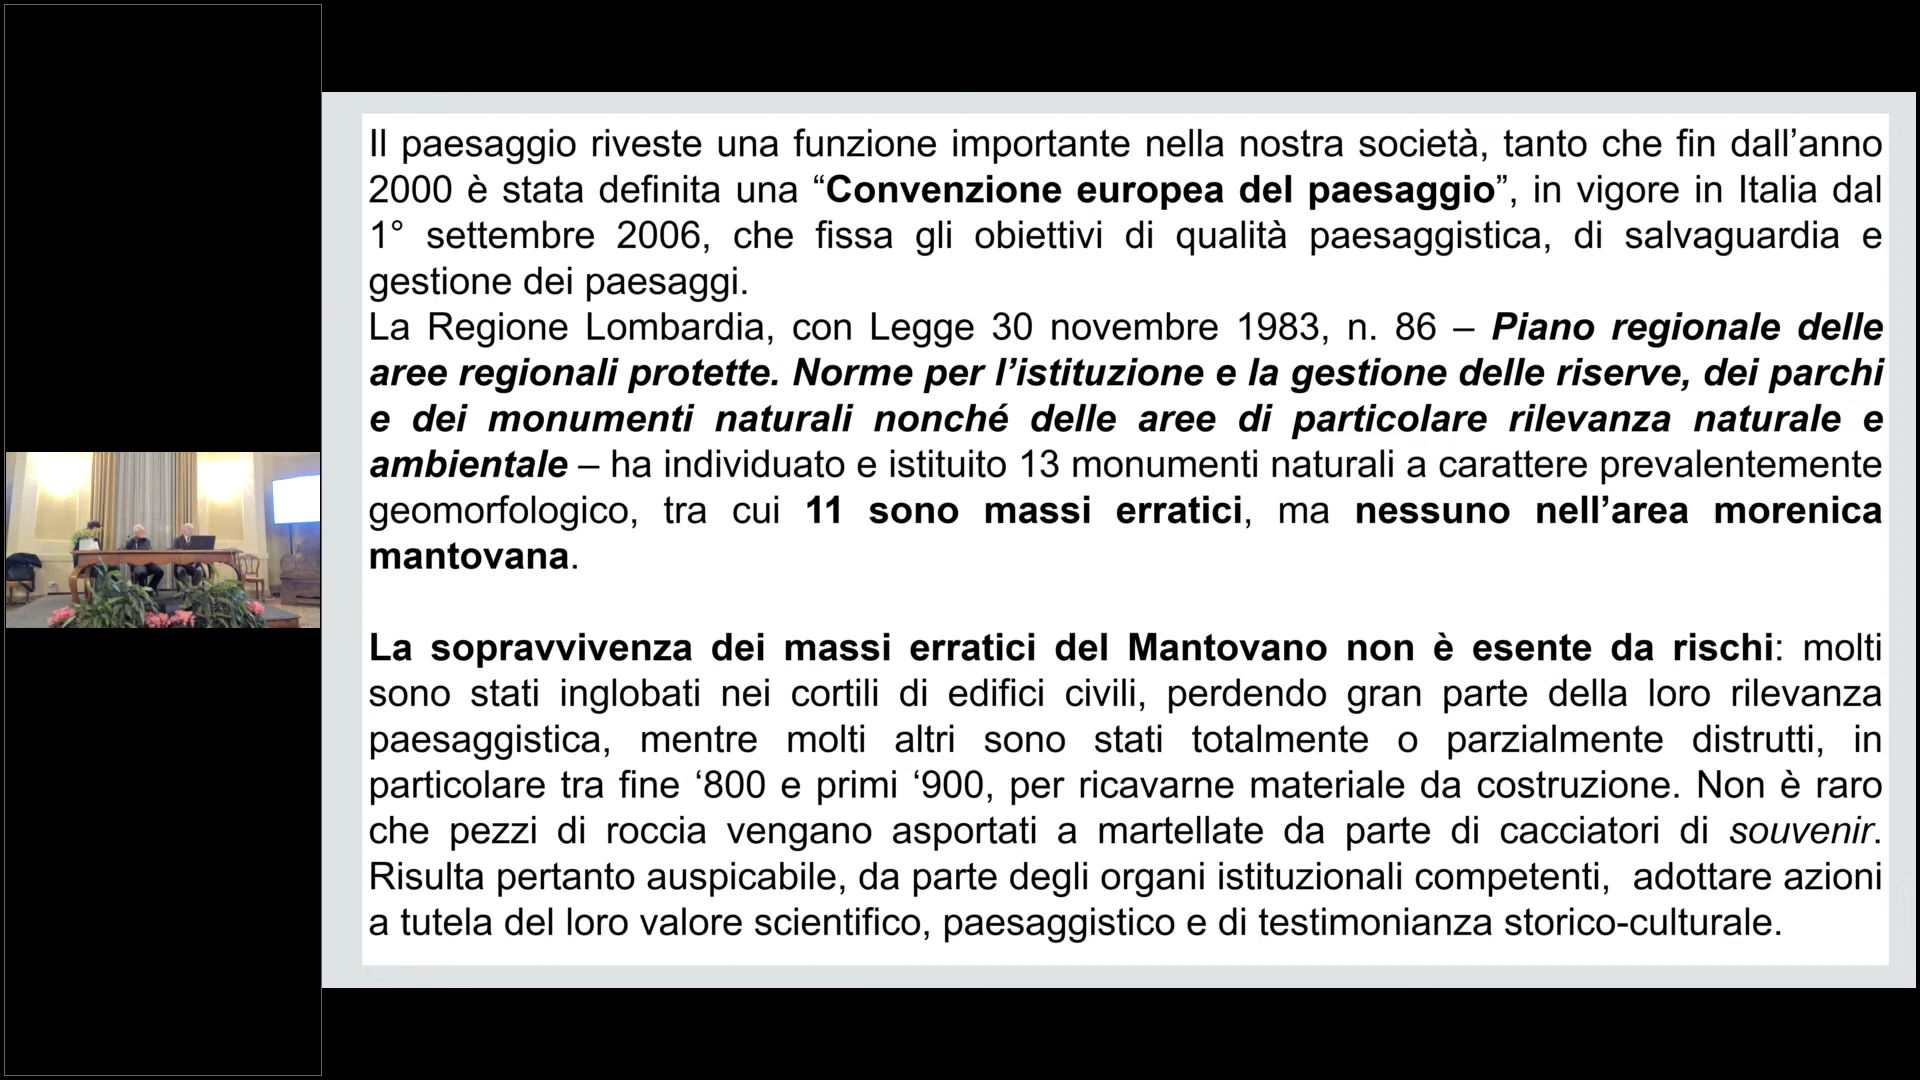 Il paesaggio riveste una funzione importante nella nostra società, tanto che fin dall’anno
2000 è stata definita una “Convenzione europea del paesaggio”, in vigore in Italia dal
1° settembre 2006, che fissa gli obiettivi di qualità paesaggistica, di salvaguardia e
gestione dei paesaggi.
La Regione Lombardia, con Legge 30 novembre 1983, n. 86 – Piano regionale delle
aree regionali protette. Norme per l’istituzione e la gestione delle riserve, dei parchi
e dei monumenti naturali nonché delle aree di particolare rilevanza naturale e
ambientale – ha individuato e istituito 13 monumenti naturali a carattere prevalentemente
geomorfologico, tra cui 11 sono massi erratici, ma nessuno nell’area morenica
mantovana.
La sopravvivenza dei massi erratici del Mantovano non è esente da rischi: molti
sono stati inglobati nei cortili di edifici civili, perdendo gran parte della loro rilevanza
paesaggistica, mentre molti altri sono stati totalmente o parzialmente distrutti, in
particolare tra fine ‘800 e primi ‘900, per ricavarne materiale da costruzione. Non è raro
che pezzi di roccia vengano asportati a martellate da parte di cacciatori di souvenir.
Risulta pertanto auspicabile, da parte degli organi istituzionali competenti,  adottare azioni
a tutela del loro valore scientifico, paesaggistico e di testimonianza storico-culturale.